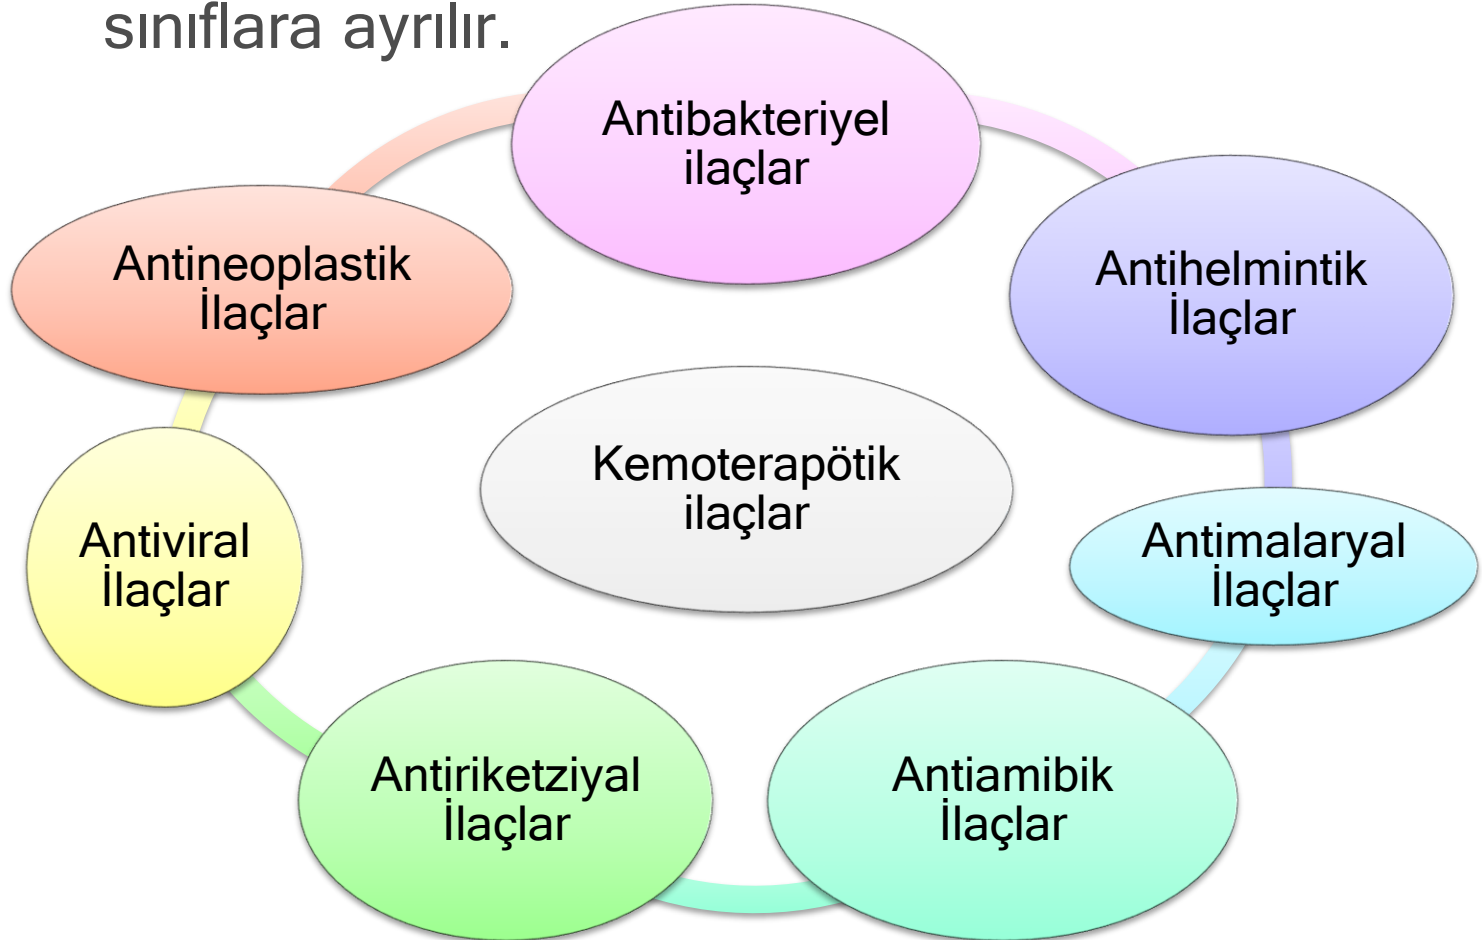 sınıflara ayrılır.
Antibakteriyel
ilaçlar
Antihelmintik
İlaçlar
Antimalaryal
İlaçlar
Antiamibik
İlaçlar
Antiriketziyal
İlaçlar
Antiviral
İlaçlar
Antineoplastik
İlaçlar
Kemoterapötik
ilaçlar